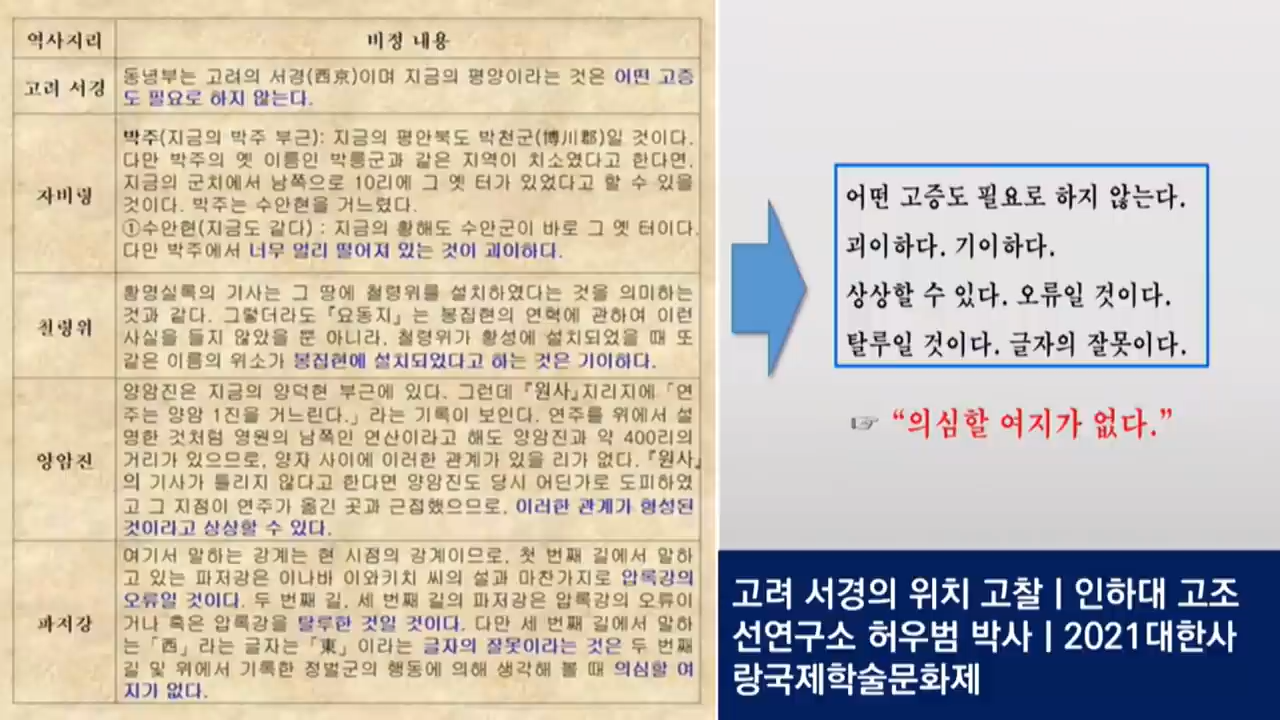 역사지리
비정 내용
고려 서경
동녕부는 고려의 서경(西京)이며 지금의 평양이라는 것은 어떤 고증
도 필요로 하지 않는다.
자비령
박주(지금의 박주 부근): 지금의 평안북도 박천군(博川郡)일 것이다.
다만 박주의 옛 이름인 박릉군과 같은 지역이 치소였다고 한다면,
지금의 군치에서 남쪽으로 10리에 그 옛 터가 있었다고 할 수 있을
것이다. 박주는 수안현을 거느렸다.
①수안현(지금도 같다) : 지금의 황해도 수안군이 바로 그 옛 터이다.
다만 박주에서 너무 멀리 떨어져 있는 것이 괴이하다.
철령위
황명실록의 기사는 그 땅에 철령위를 설치하였다는 것을 의미하는
것과 같다. 그렇더라도 『요동지』는 봉집현의 연혁에 관하여 이런
사실을 들지 않았을 뿐 아니라, 철령위가 황성에 설치되었을 때 또
같은 이름의 위소가 봉집현에 설치되었다고 하는 것은 기이하다.
양암진
양암진은 지금의 양덕현 부근에 있다. 그런데 『원사』지리지에 「연
주는 양암 1진을 거느린다.」라는 기록이 보인다. 연주를 위에서 설
명한 것처럼 영원의 남쪽인 연산이라고 해도 양암진과 약 400리의
거리가 있으므로, 양자 사이에 이러한 관계가 있을 리가 없다. 『원사』
의 기사가 틀리지 않다고 한다면 양암진도 당시 어딘가로 도피하였
고 그 지점이 연주가 옮긴 곳과 근접했으므로, 이러한 관계가 형성된
것이라고 상상할 수 있다.
파저강
여기서 말하는 강계는 현 시점의 강계이므로, 첫 번째 길에서 말하
고 있는 파저강은 이나바 이와키치 씨의 설과 마찬가지로 압록강의
오류일 것이다. 두 번째 길, 세 번째 길의 파저강은 압록강의 오류이
거나 혹은 압록강을 탈루한 것일 것이다. 다만 세 번째 길에서 말하
는「西」라는 글자는「東」이라는 글자의 잘못이라는 것은 두 번째
길 및 위에서 기록한 정벌군의 행동에 의해 생각해 볼 때 의심할 여
지가 없다.
어떤 고증도 필요로 하지 않는다.
괴이하다. 기이하다.
상상할 수 있다. 오류일 것이다.
탈루일 것이다. 글자의 잘못이다.
☞ “의심할 여지가 없다.”
고려 서경의 위치 고찰 | 인하대 고조
선연구소 허우범 박사 | 2021대한사
랑국제학술문화제